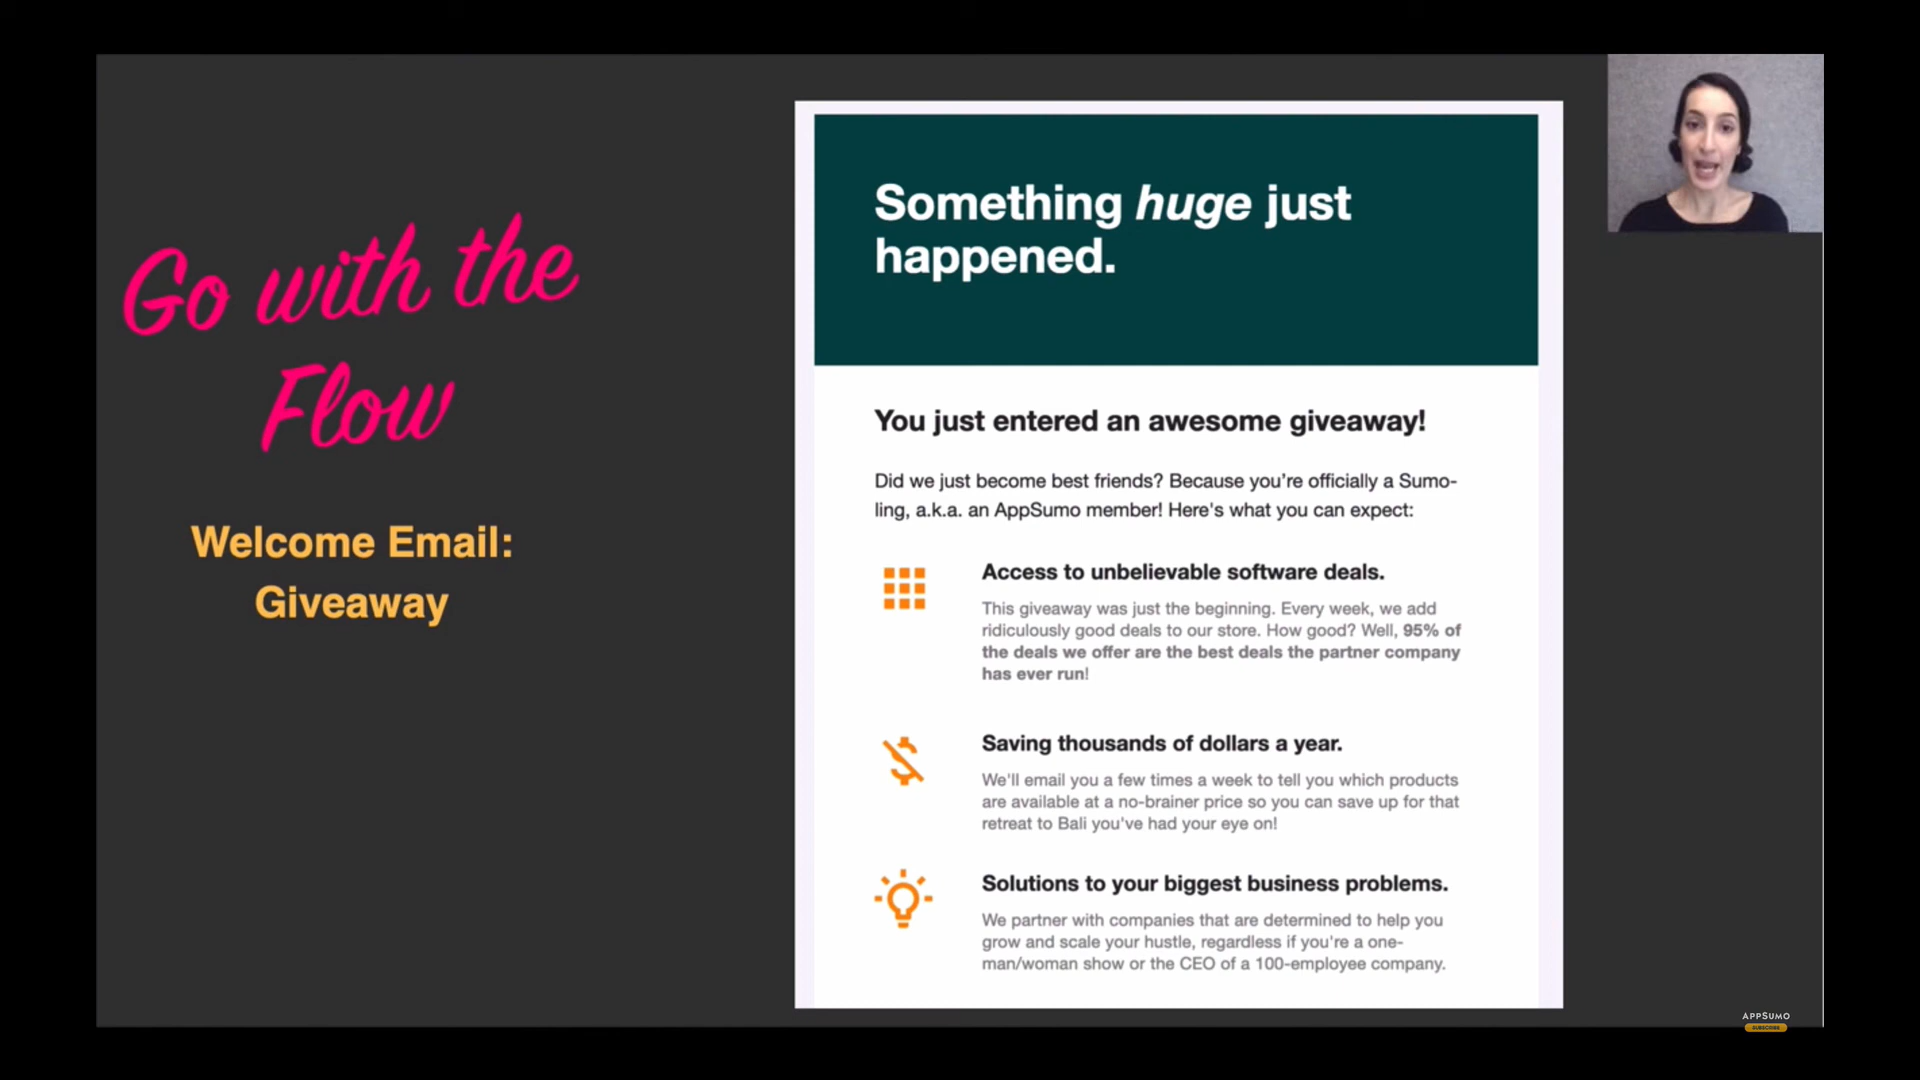 Go with the
Flow
Welcome Email:
Giveaway
Something huge just
happened.
You just entered an awesome giveaway!
Did we just become best friends? Because you're officially a Sumo-
ling, a.k.a. an AppSumo member! Here's what you can expect:
Access to unbelievable software deals.
This giveaway was just the beginning. Every week, we add
ridiculously good deals to our store. How good? Well, 95% of
the deals we offer are the best deals the partner company
has ever run!
Saving thousands of dollars a year.
We'll email you a few times a week to tell you which products
are available at a no-brainer price so you can save up for that
retreat to Bali you've had your eye on!
Solutions to your biggest business problems.
We partner with companies that are determined to help you
grow and scale your hustle, regardless if you're a one-
man/woman show or the CEO of a 100-employee company.
APPSUMO
SUBSCRIBE